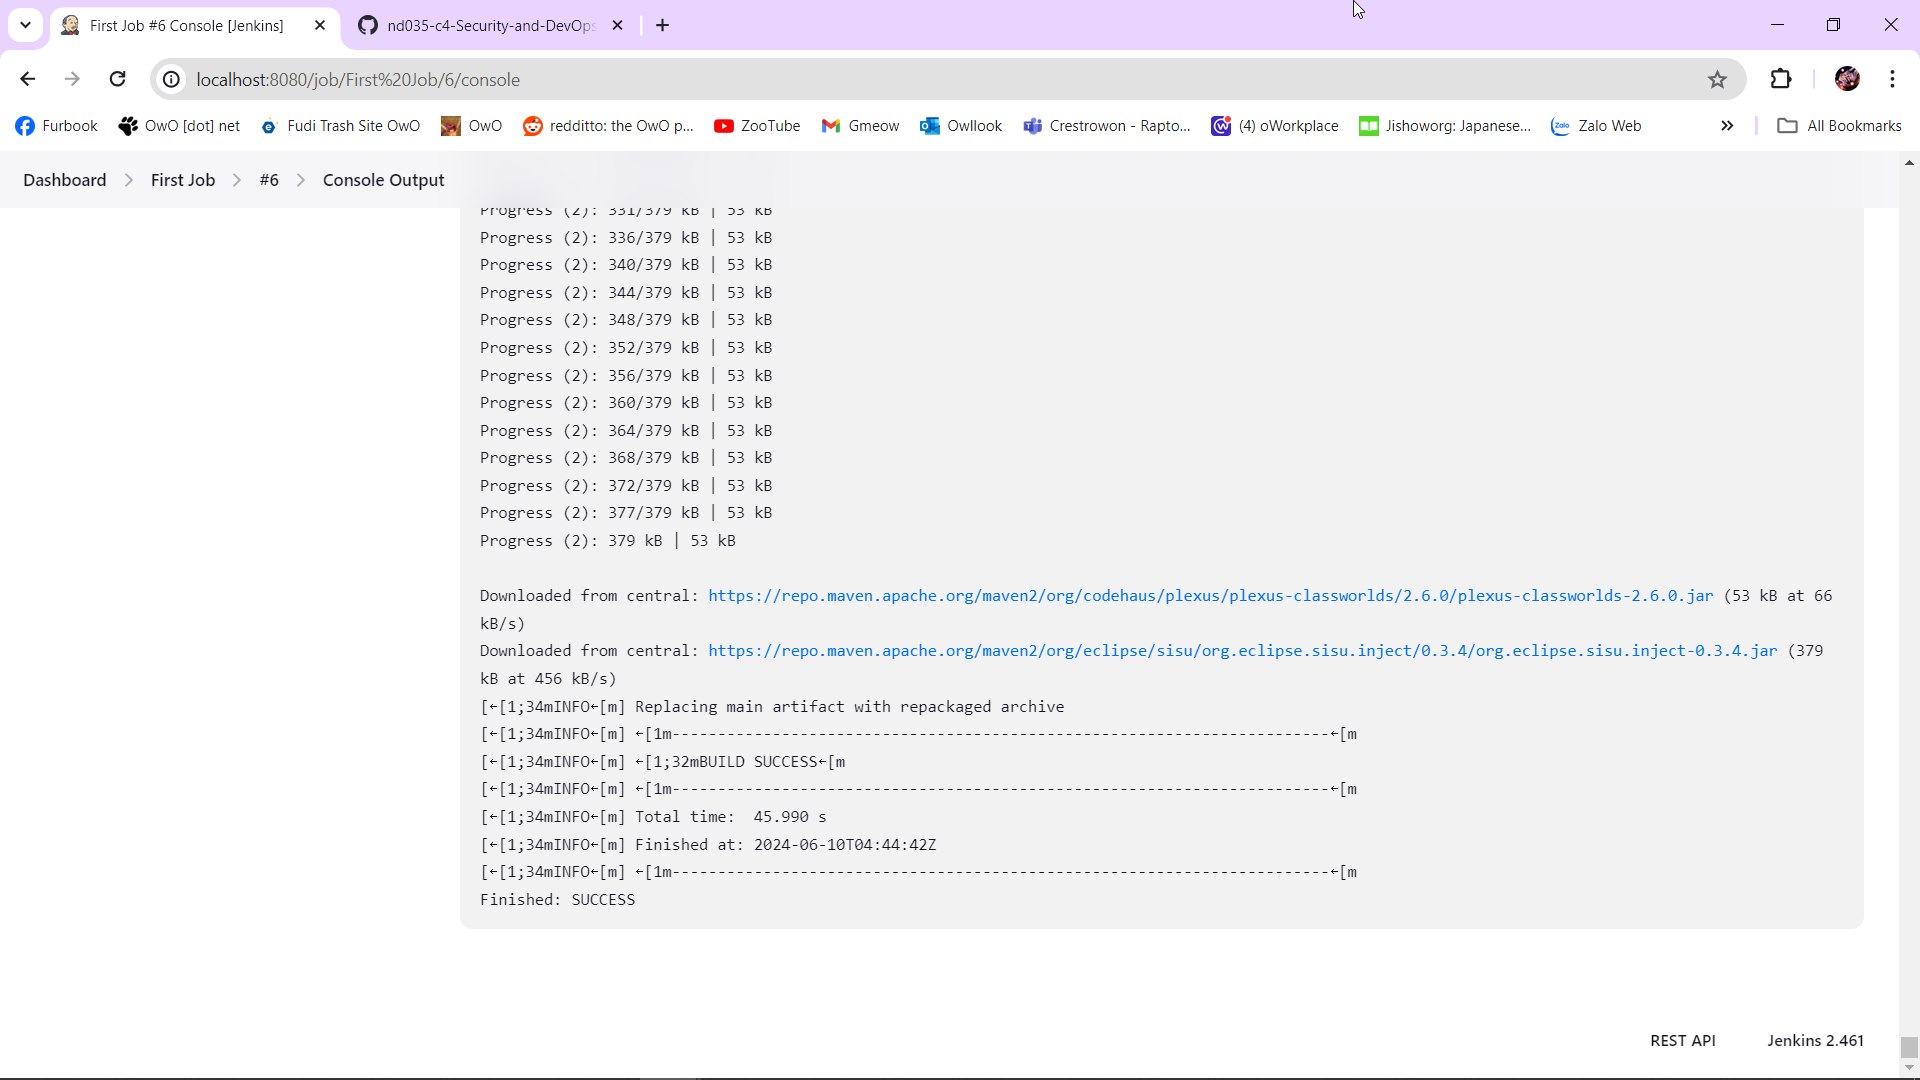 First Job #6 Console [Jenkins]
nd035-c4-Security-and-DevOps
localhost:8080/job/First%20Job/6/console
Furbook
OwO [dot] net
Fudi Trash Site OwO
OwO
redditto: the OwO p...
ZooTube
Gmeow
Owllook
Crestrowon - Rapto...
(4) oWorkplace
Jishoworg: Japanese...
Zalo Web
All Bookmarks
Dashboard
First Job
#6
Console Output
Progress (2): 331/379 kB | 53 kB
Progress (2): 336/379 kB | 53 kB
Progress (2): 340/379 kB | 53 kB
Progress (2): 344/379 kB | 53 kB
Progress (2): 348/379 kB | 53 kB
Progress (2): 352/379 kB | 53 kB
Progress (2): 356/379 kB | 53 kB
Progress (2): 360/379 kB | 53 kB
Progress (2): 364/379 kB | 53 kB
Progress (2): 368/379 kB | 53 kB
Progress (2): 372/379 kB | 53 kB
Progress (2): 377/379 kB | 53 kB
Progress (2): 379 kB | 53 kB
Downloaded from central: https://repo.maven.apache.org/maven2/org/codehaus/plexus/plexus-classworlds/2.6.0/plexus-classworlds-2.6.0.jar (53 kB at 66
kB/s)
Downloaded from central: https://repo.maven.apache.org/maven2/org/eclipse/sisu/org.eclipse.sisu.inject/0.3.4/org.eclipse.sisu.inject-0.3.4.jar (379
kB at 456 kB/s)
[←[1;34mINFO←[m] Replacing main artifact with repackaged archive
[←[1;34mINFO←[m] ←[1m------------------------------------------------------------------------←[m
[←[1;34mINFO←[m] ←[1;32mBUILD SUCCESS←[m
[←[1;34mINFO←[m] ←[1m------------------------------------------------------------------------←[m
[←[1;34mINFO←[m] Total time:  45.990 s
[←[1;34mINFO←[m] Finished at: 2024-06-10T04:44:42Z
[←[1;34mINFO←[m] ←[1m------------------------------------------------------------------------←[m
Finished: SUCCESS
REST API
Jenkins 2.461